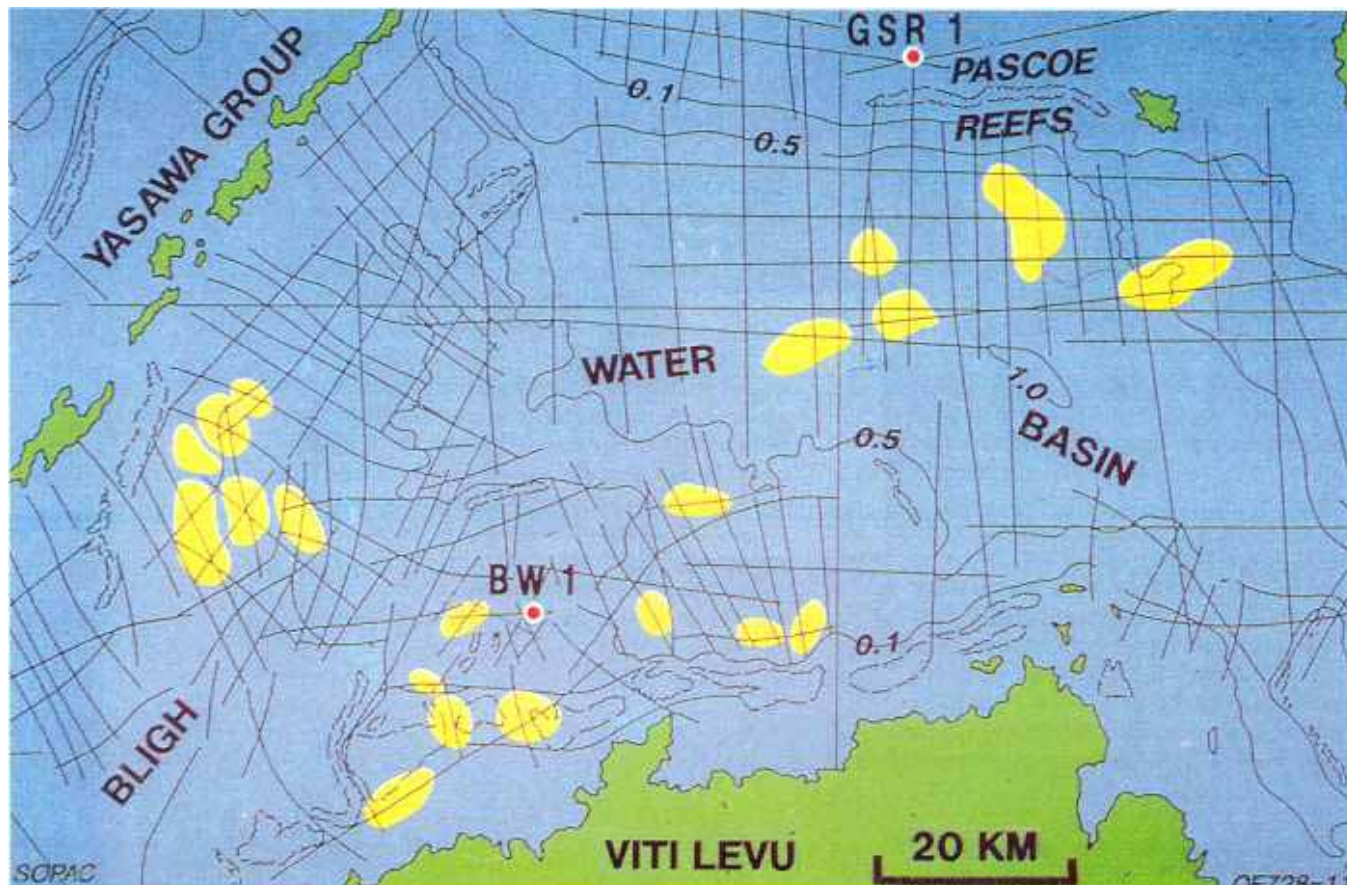 GSR 1
PASCOE
REEFS
YASAWA GROUP
0.1
0.5
WATER
1.0
BASIN
0.5
BW 1
0.1
BLIGH
VITI LEVU
20 KM
SOPAC